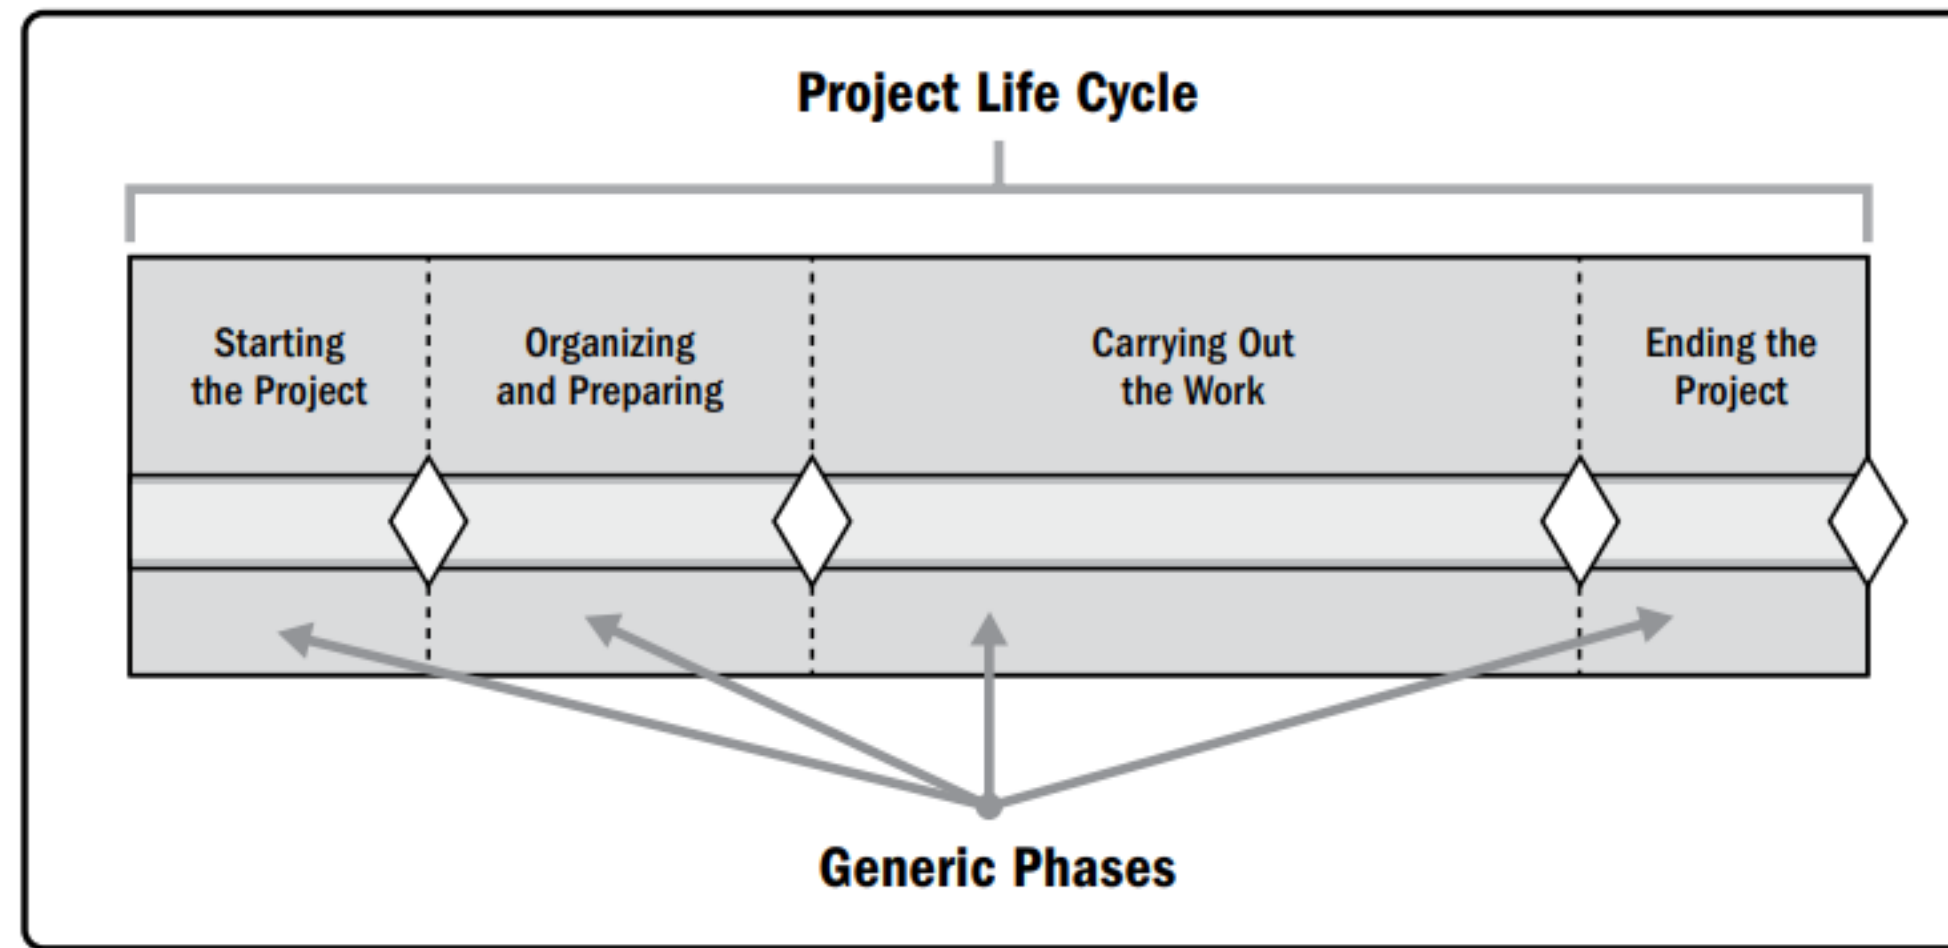 Project Life Cycle
Starting
the Project
Organizing
and Preparing
Carrying Out
the Work
Ending the
Project
Generic Phases